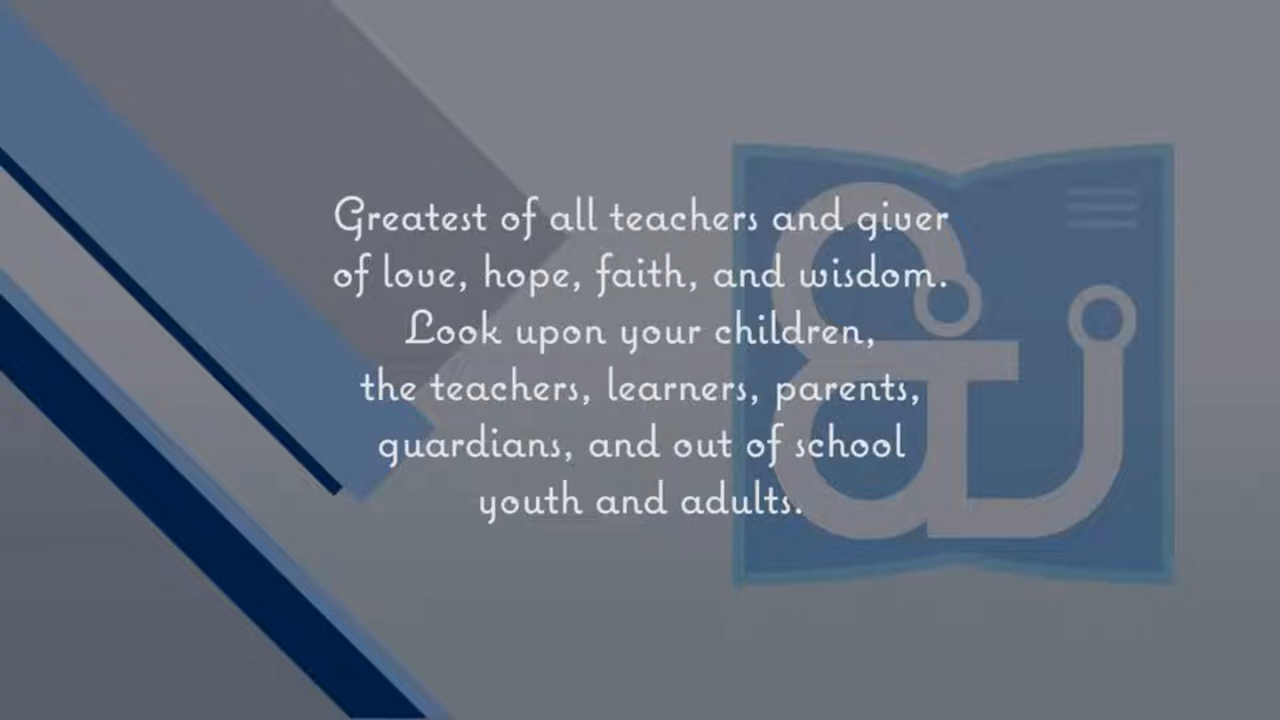 Greatest of all teachers and giver
of love, hope, faith, and wisdom.
Look upon your children,
the teachers, learners, parents,
guardians, and out of school
youth and adults.